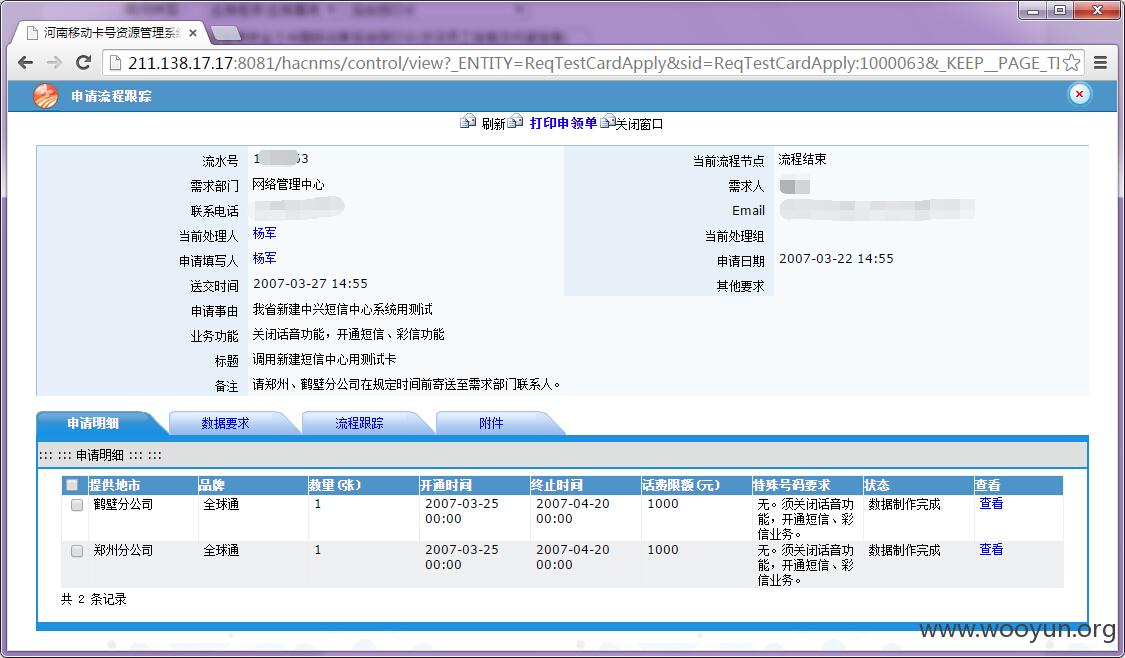 河南移动卡号资源管理系统
211.138.17.17:8081/hacnms/control/view?_ENTITY=ReqTestCardApply&sid=ReqTestCardApply:1000063&_KEEP__PAGE_TI
申请流程跟踪
刷新 打印申领单 关闭窗口
流水号 1 53 当前流程节点 流程结束
需求部门 网络管理中心 需求人
联系电话 Email
当前处理人 杨军 当前处理组
申请填写人 杨军 申请日期 2007-03-22 14:55
送交时间 2007-03-27 14:55 其他要求
申请事由 我省新建中兴短信中心系统用测试
业务功能 关闭话音功能，开通短信、彩信功能
标题 调用新建短信中心用测试卡
备注 请郑州、鹤壁分公司在规定时间前寄送至需求部门联系人。
申请明细 数据要求 流程跟踪 附件
::: ::: 申请明细 ::: :::
提供地市 品牌 数量(张) 开通时间 终止时间 话费限额(元) 特殊号码要求 状态 查看
鹤壁分公司 全球通 1 2007-03-25 00:00 2007-04-20 00:00 1000 无。须关闭话音功能，开通短信、彩信业务。 数据制作完成 查看
郑州分公司 全球通 1 2007-03-25 00:00 2007-04-20 00:00 1000 无。须关闭话音功能，开通短信、彩信业务。 数据制作完成 查看
共 2 条记录
www.wooyun.org